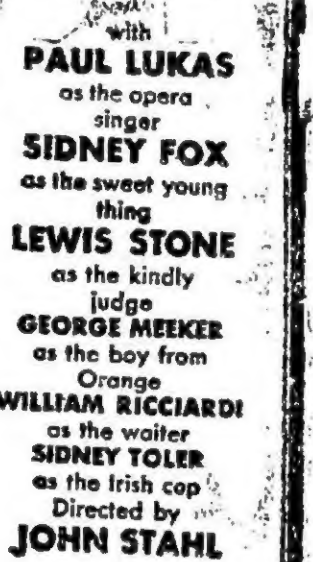 with
PAUL LUKAS
as the opera
singer
SIDNEY FOX
as the sweet young
thing
LEWIS STONE
as the kindly
judge
GEORGE MEEKER
as the boy from
Orange
WILLIAM RICCIARDI
as the waiter
SIDNEY TOLER
as the Irish cop
Directed by
JOHN STAHL